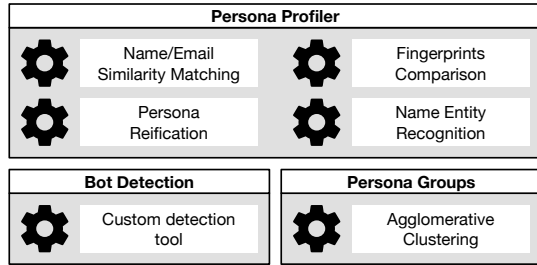 Persona Profiler
Name/Email
Similarity Matching
Fingerprints
Comparison
Persona
Reification
Name Entity
Recognition
Bot Detection
Custom detection
tool
Persona Groups
Agglomerative
Clustering